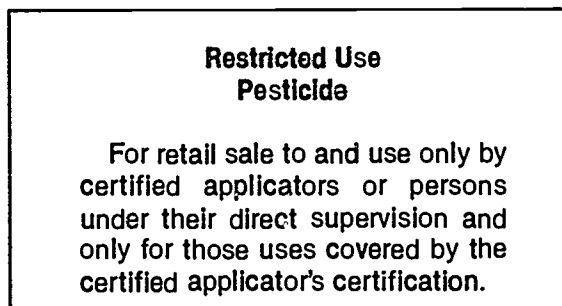 Restricted Use
Pesticide
For retail sale to and use only by
certified applicators or persons
under their direct supervision and
only for those uses covered by the
certified applicator's certification.